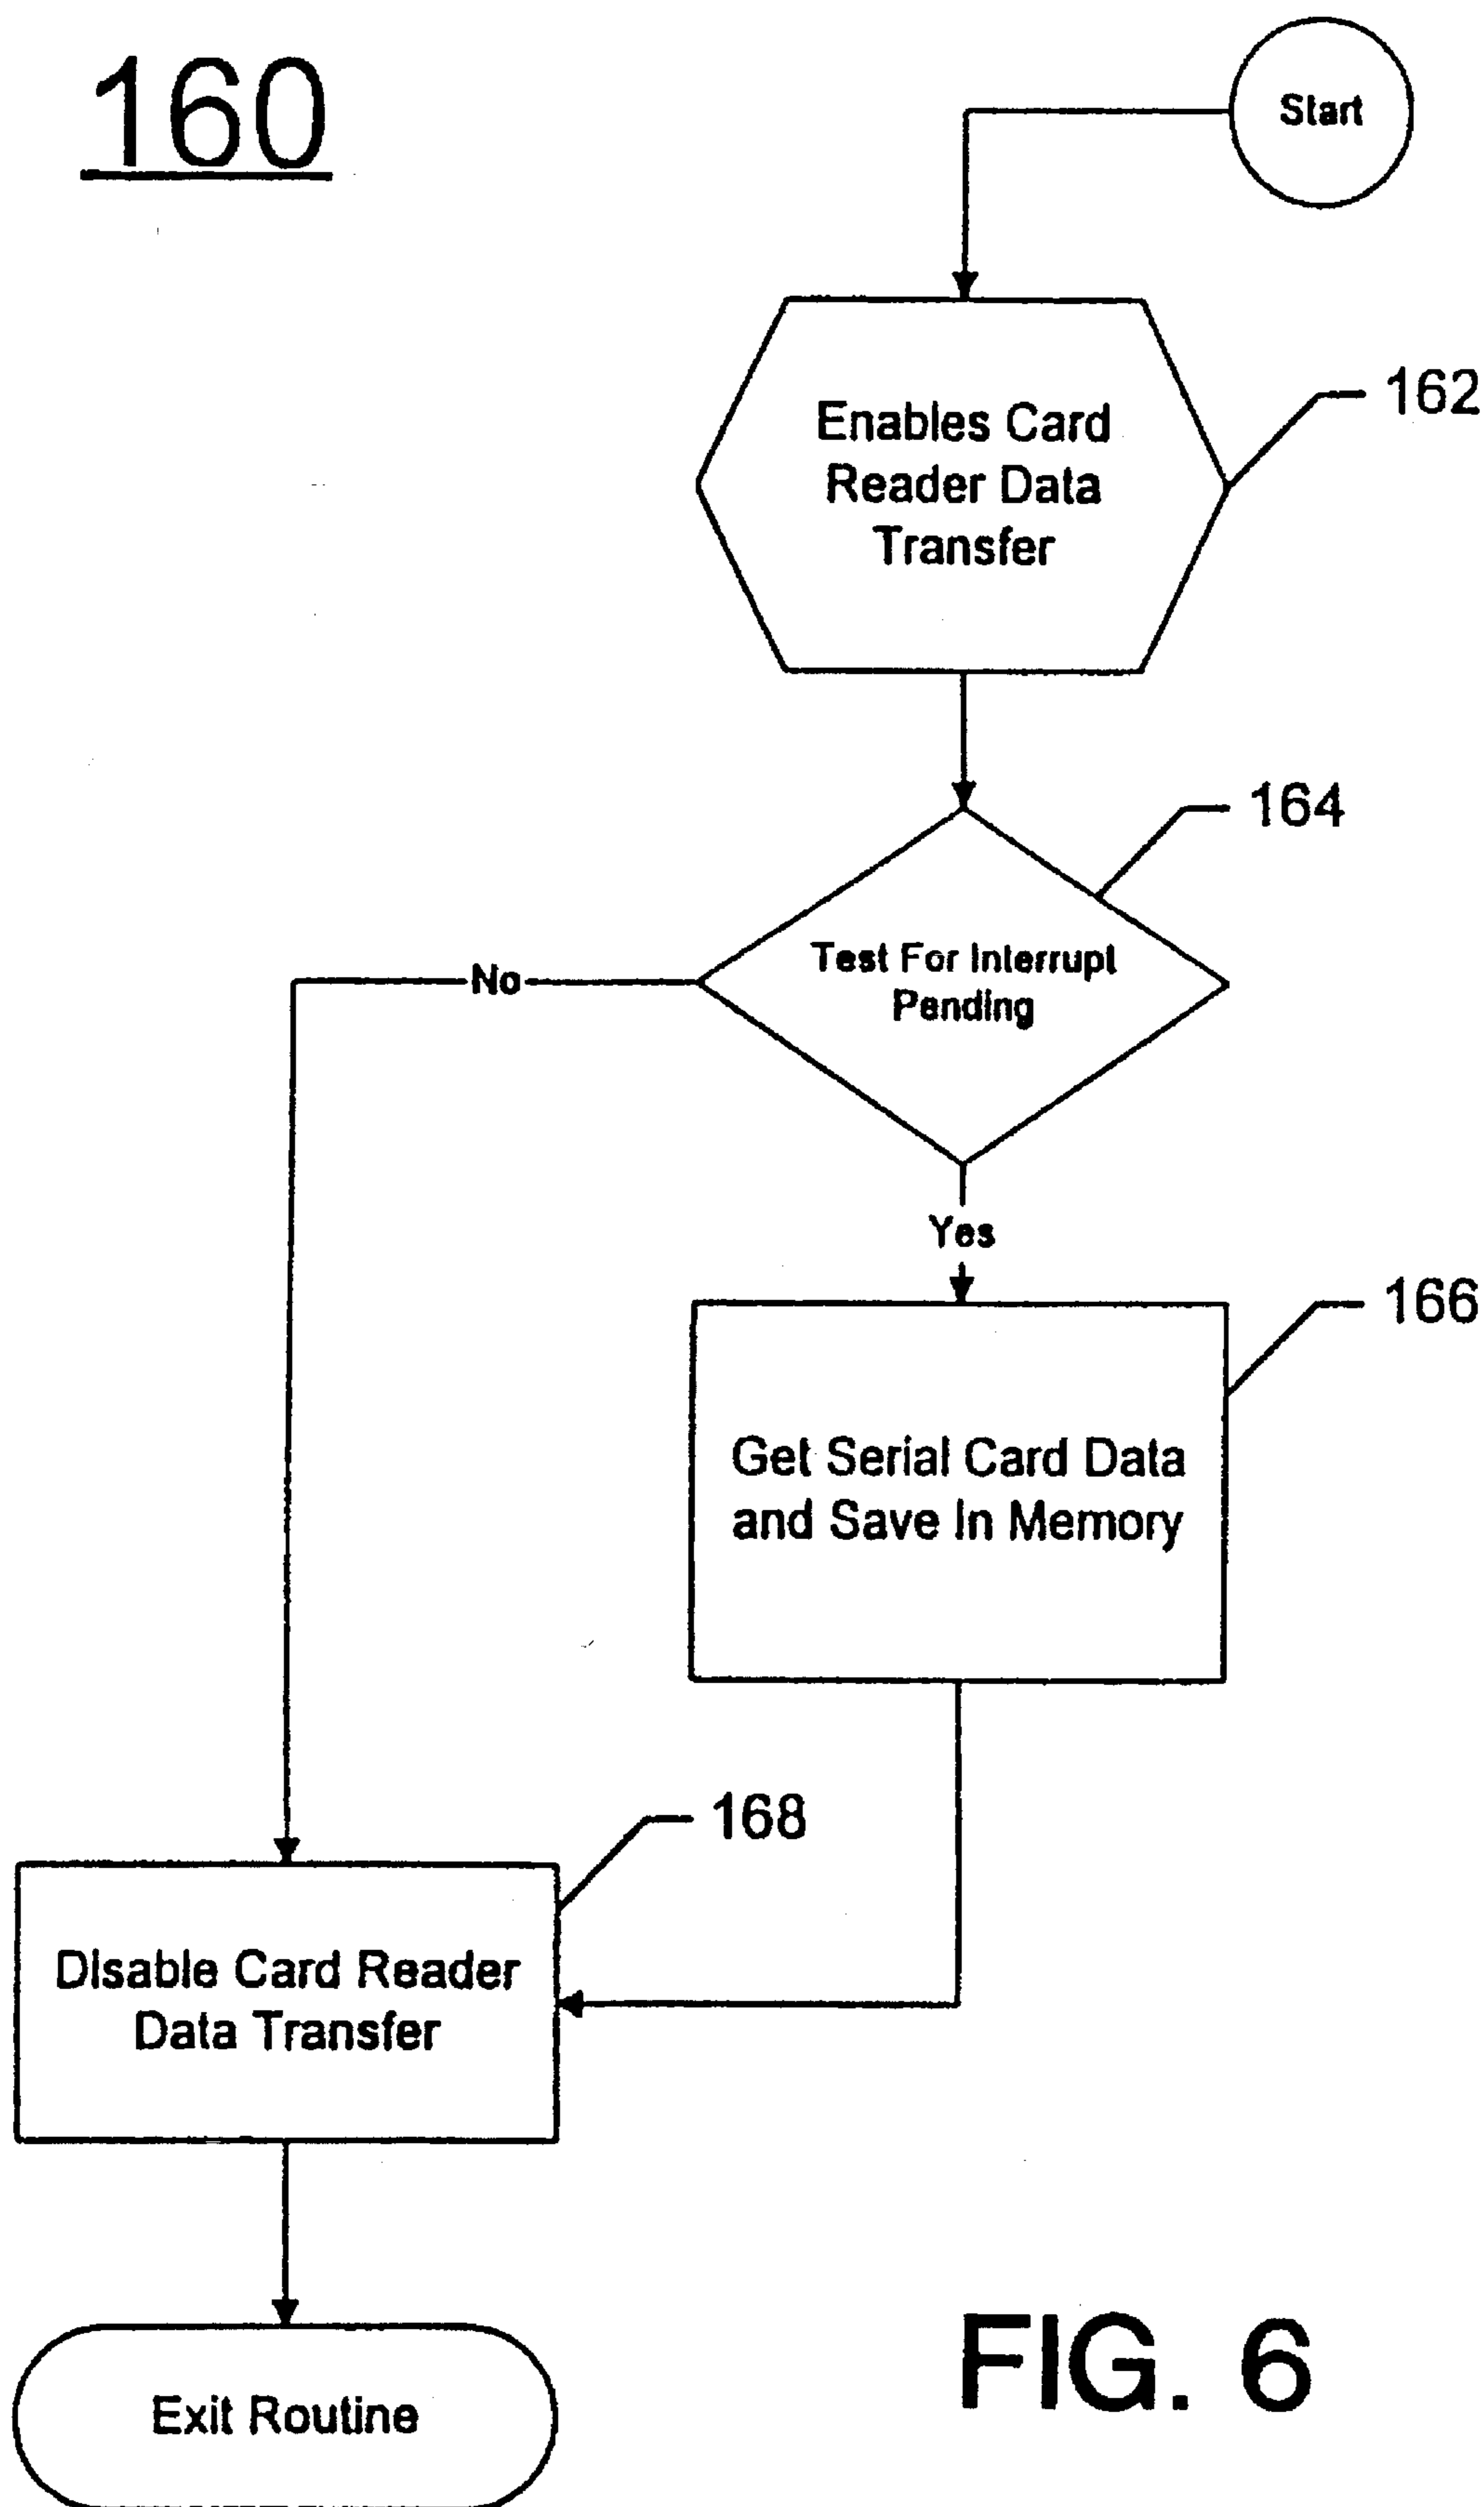 160
Start
Enables Card
Reader Data
Transfer
162
164
Test For Interrupt
Pending
No
Yes
166
Get Serial Card Data
and Save In Memory
168
Disable Card Reader
Data Transfer
Exit Routine
FIG. 6